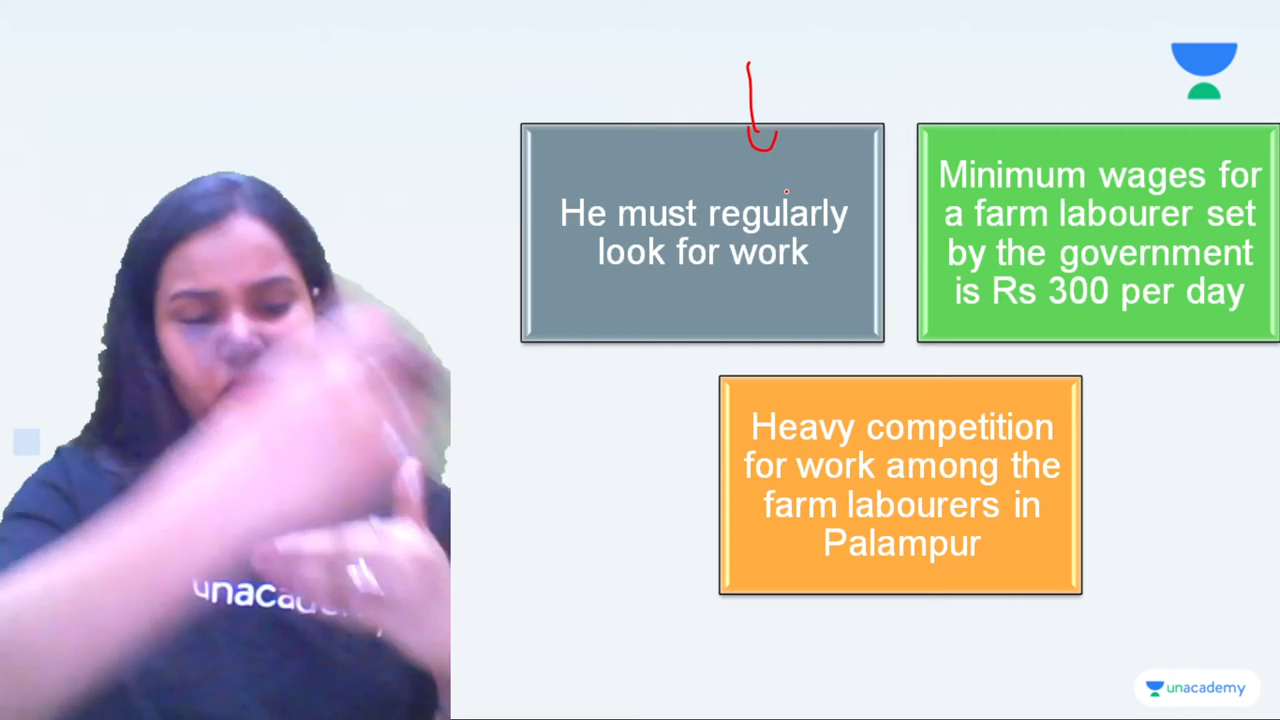 He must regularly
look for work
Minimum wages for
a farm labourer set
by the government
is Rs 300 per day
Heavy competition
for work among the
farm labourers in
Palampur
unacademy